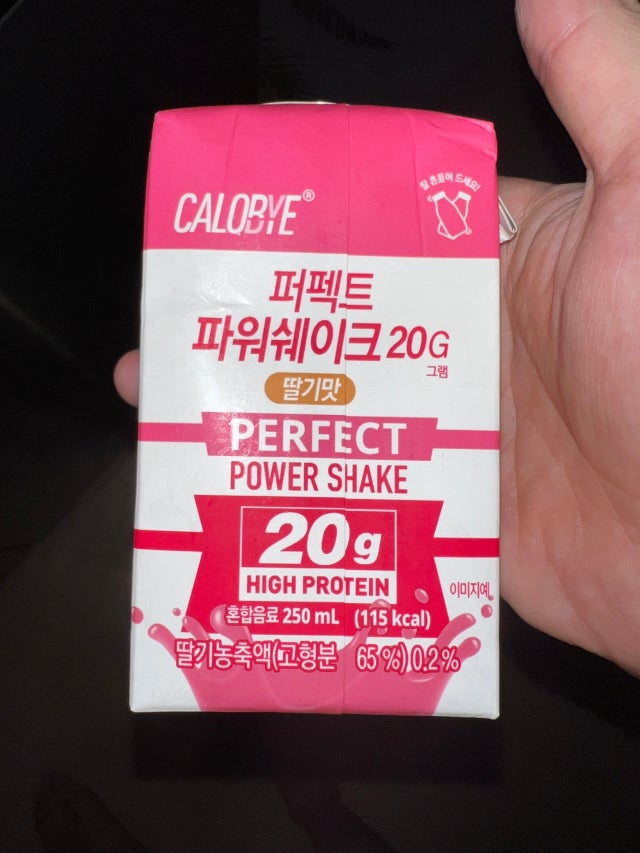 CALOBYE®
잘 흔들어 드세요!
퍼펙트
파워쉐이크 20G
그램
딸기맛
PERFECT
POWER SHAKE
20g
HIGH PROTEIN
이미지예
혼합음료 250 mL (115 kcal)
딸기농축액(고형분 65 %) 0.2 %